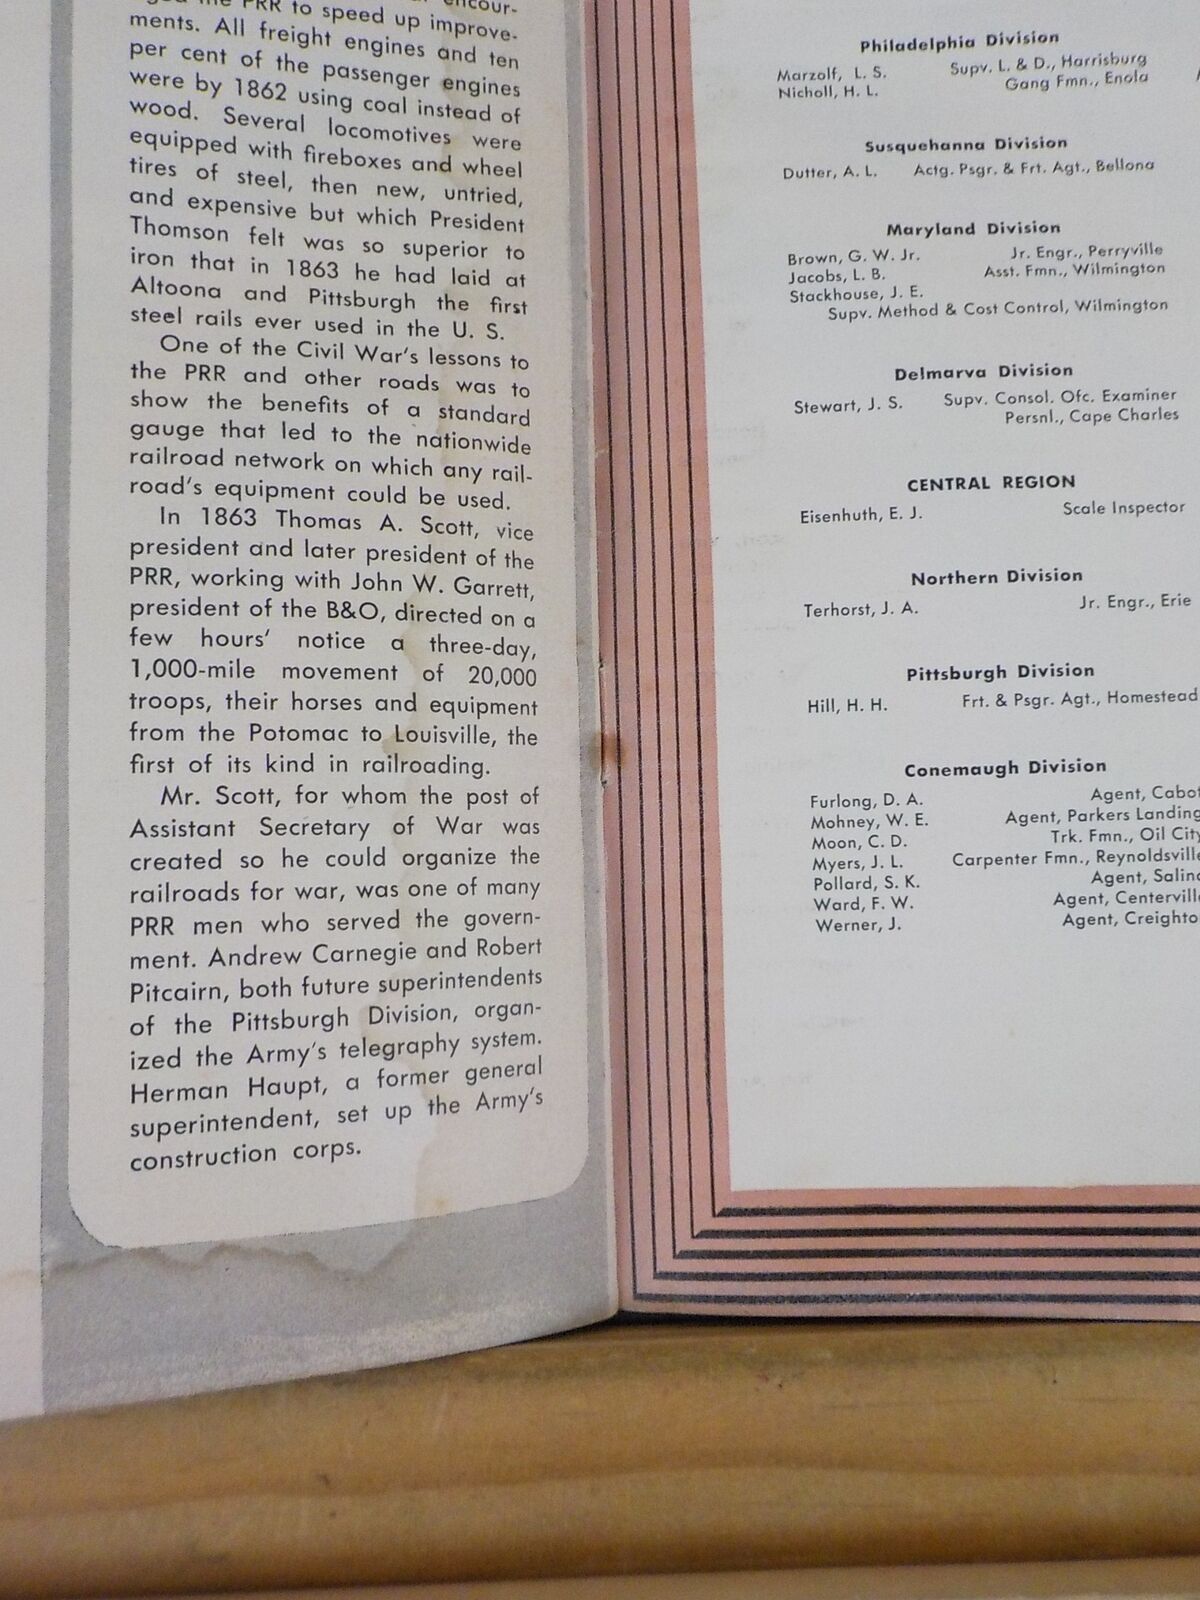 the PRR to speed up improve-
ments. All freight engines and ten
per cent of the passenger engines
were by 1862 using coal instead of
wood. Several locomotives were
equipped with fireboxes and wheel
tires of steel, then new, untried,
and expensive but which President
Thomson felt was so superior to
iron that in 1863 he had laid at
Altoona and Pittsburgh the first
steel rails ever used in the U. S.
One of the Civil War's lessons to
the PRR and other roads was to
show the benefits of a standard
gauge that led to the nationwide
railroad network on which any rail-
road's equipment could be used.
In 1863 Thomas A. Scott, vice
president and later president of the
PRR, working with John W. Garrett,
president of the B&O, directed on a
few hours' notice a three-day,
1,000-mile movement of 20,000
troops, their horses and equipment
from the Potomac to Louisville, the
first of its kind in railroading.
Mr. Scott, for whom the post of
Assistant Secretary of War was
created so he could organize the
railroads for war, was one of many
PRR men who served the govern-
ment. Andrew Carnegie and Robert
Pitcairn, both future superintendents
of the Pittsburgh Division, organ-
ized the Army's telegraphy system.
Herman Haupt, a former general
superintendent, set up the Army's
construction corps.
Philadelphia Division
Marzolf, L. S. Supv. L. & D., Harrisburg
Nicholl, H. L. Gang Fmn., Enola
Susquehanna Division
Dutter, A. L. Actg. Psgr. & Frt. Agt., Bellona
Maryland Division
Brown, G. W. Jr. Jr. Engr., Perryville
Jacobs, L. B. Asst. Fmn., Wilmington
Stackhouse, J. E.
Supv. Method & Cost Control, Wilmington
Delmarva Division
Stewart, J. S. Supv. Consol. Ofc. Examiner
Persnl., Cape Charles
CENTRAL REGION
Eisenhuth, E. J. Scale Inspector
Northern Division
Terhorst, J. A. Jr. Engr., Erie
Pittsburgh Division
Hill, H. H. Frt. & Psgr. Agt., Homestead
Conemaugh Division
Furlong, D. A. Agent, Cabot
Mohney, W. E. Agent, Parkers Landing
Moon, C. D. Trk. Fmn., Oil City
Myers, J. L. Carpenter Fmn., Reynoldsville
Pollard, S. K. Agent, Salina
Ward, F. W. Agent, Centerville
Werner, J. Agent, Creighto